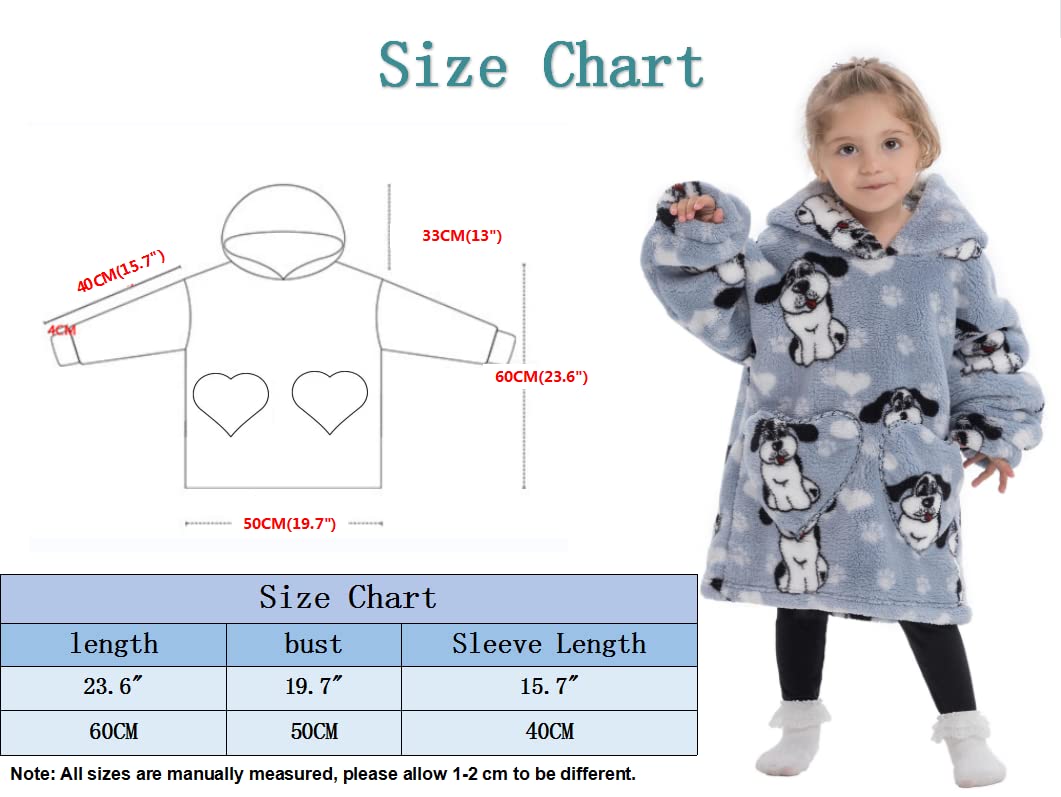 Size Chart
33CM(13")
40CM(15.7")
4CM
60CM(23.6")
50CM(19.7")
Size Chart
length bust Sleeve Length
23.6" 19.7" 15.7"
60CM 50CM 40CM
Note: All sizes are manually measured, please allow 1-2 cm to be different.